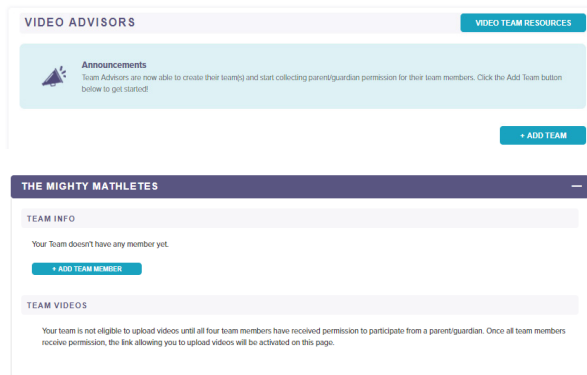 VIDEO ADVISORS
VIDEO TEAM RESOURCES
Announcements
Team Advisors are now able to create their team(s) and start collecting parent/guardian permission for their team members. Click the Add Team button
below to get started!
+ ADD TEAM
THE MIGHTY MATHLETES
TEAM INFO
Your Team doesn't have any member yet.
+ ADD TEAM MEMBER
TEAM VIDEOS
Your team is not eligible to upload videos until all four team members have received permission to participate from a parent/guardian. Once all team members
receive permission, the link allowing you to upload videos will be activated on this page.